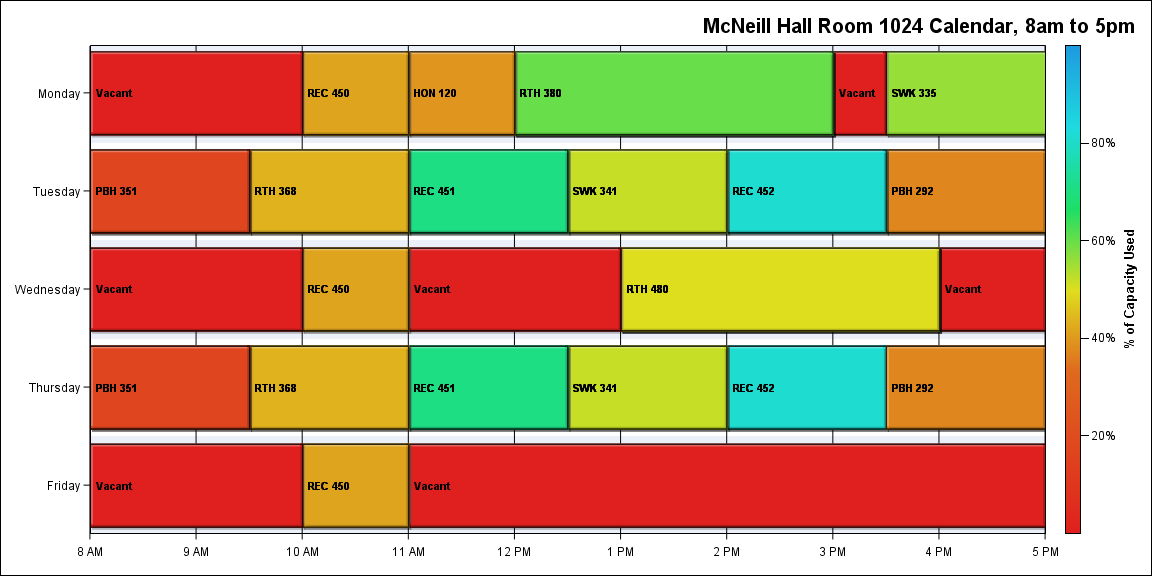 McNeill Hall Room 1024 Calendar, 8am to 5pm
Monday
Vacant
REC 450
HON 120
RTH 380
Vacant
SWK 335
Tuesday
PBH 351
RTH 368
REC 451
SWK 341
REC 452
PBH 292
Wednesday
Vacant
REC 450
Vacant
RTH 480
Vacant
Thursday
PBH 351
RTH 368
REC 451
SWK 341
REC 452
PBH 292
Friday
Vacant
REC 450
Vacant
8 AM
9 AM
10 AM
11 AM
12 PM
1 PM
2 PM
3 PM
4 PM
5 PM
80%
60%
40%
20%
% of Capacity Used